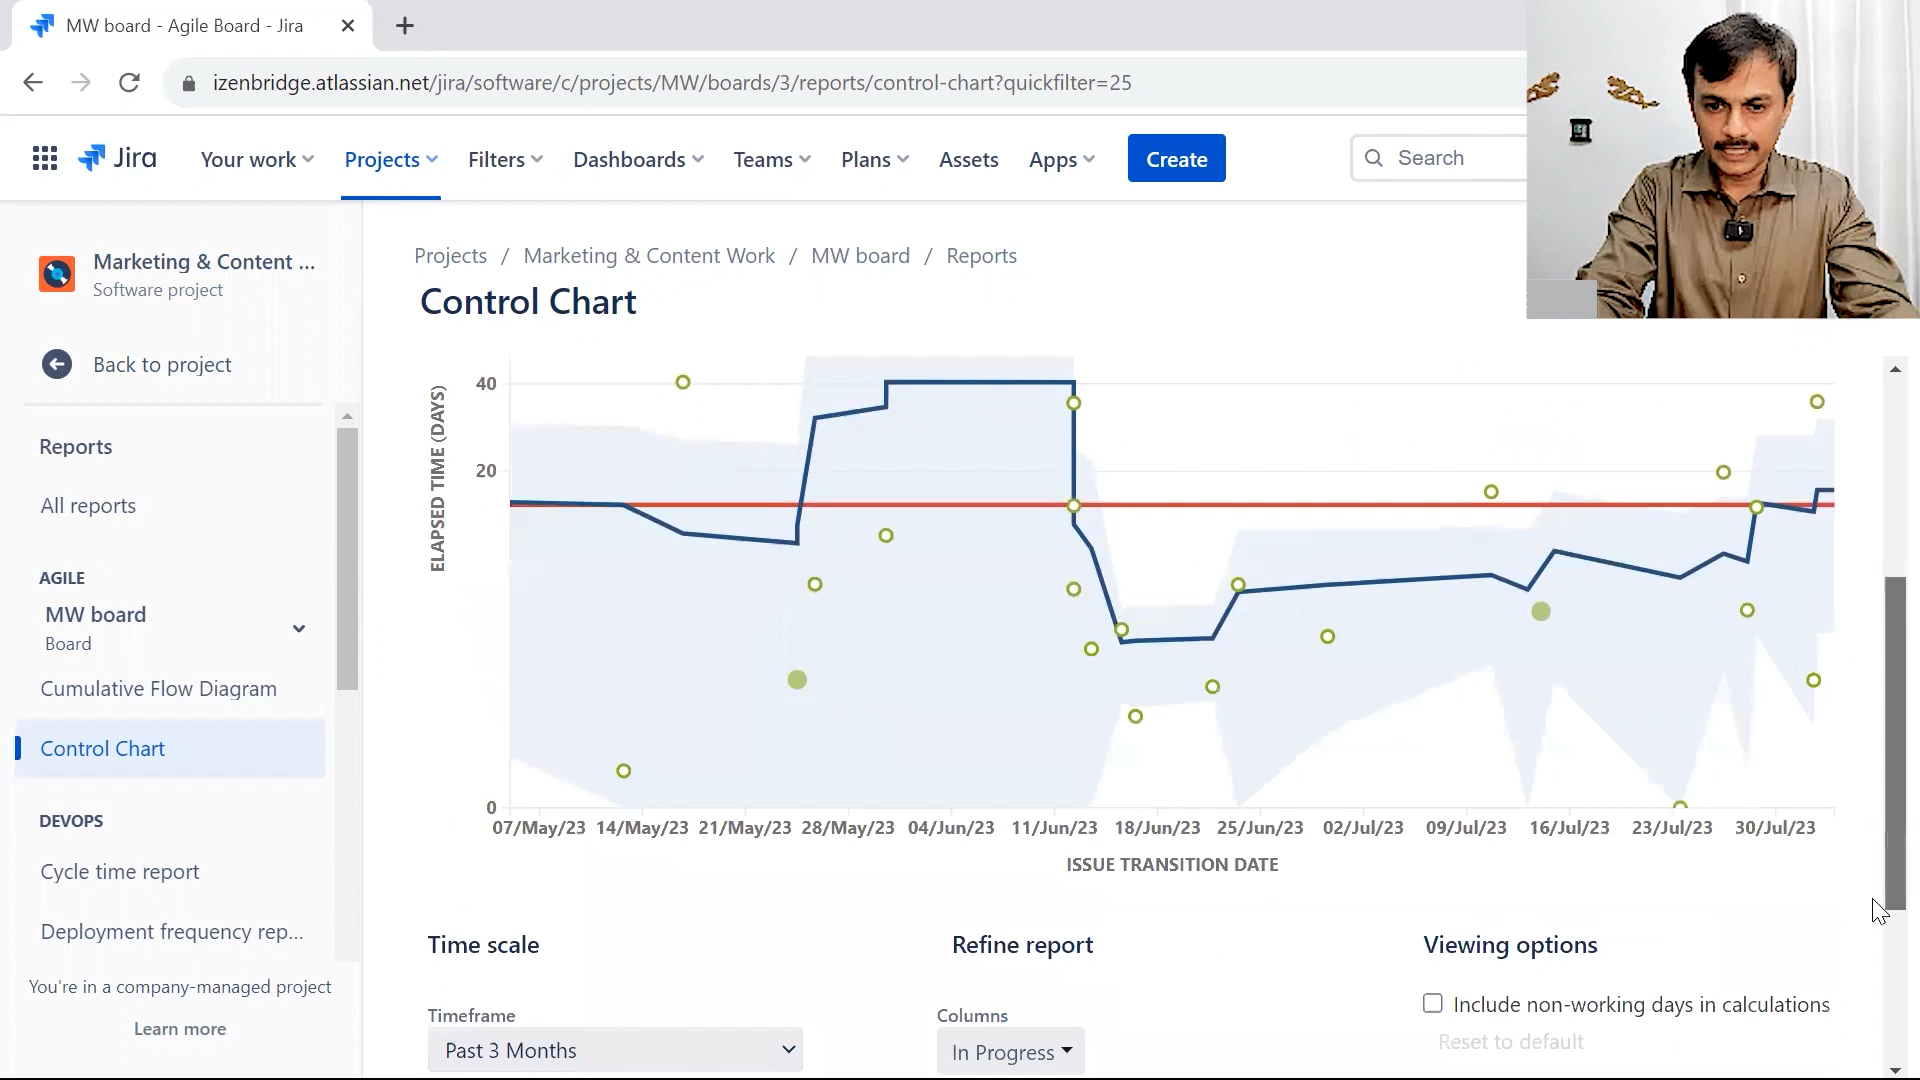 MW board - Agile Board - Jira
izenbridge.atlassian.net/jira/software/c/projects/MW/boards/3/reports/control-chart?quickfilter=25
Jira
Your work
Projects
Filters
Dashboards
Teams
Plans
Assets
Apps
Create
Search
Marketing & Content ...
Software project
Back to project
Reports
All reports
AGILE
MW board
Board
Cumulative Flow Diagram
Control Chart
DEVOPS
Cycle time report
Deployment frequency rep...
You're in a company-managed project
Learn more
Projects / Marketing & Content Work / MW board / Reports
Control Chart
ELAPSED TIME (DAYS)
40
20
0
07/May/23 14/May/23 21/May/23 28/May/23 04/Jun/23 11/Jun/23 18/Jun/23 25/Jun/23 02/Jul/23 09/Jul/23 16/Jul/23 23/Jul/23 30/Jul/23
ISSUE TRANSITION DATE
Time scale
Timeframe
Past 3 Months
Refine report
Columns
In Progress
Viewing options
Include non-working days in calculations
Reset to default